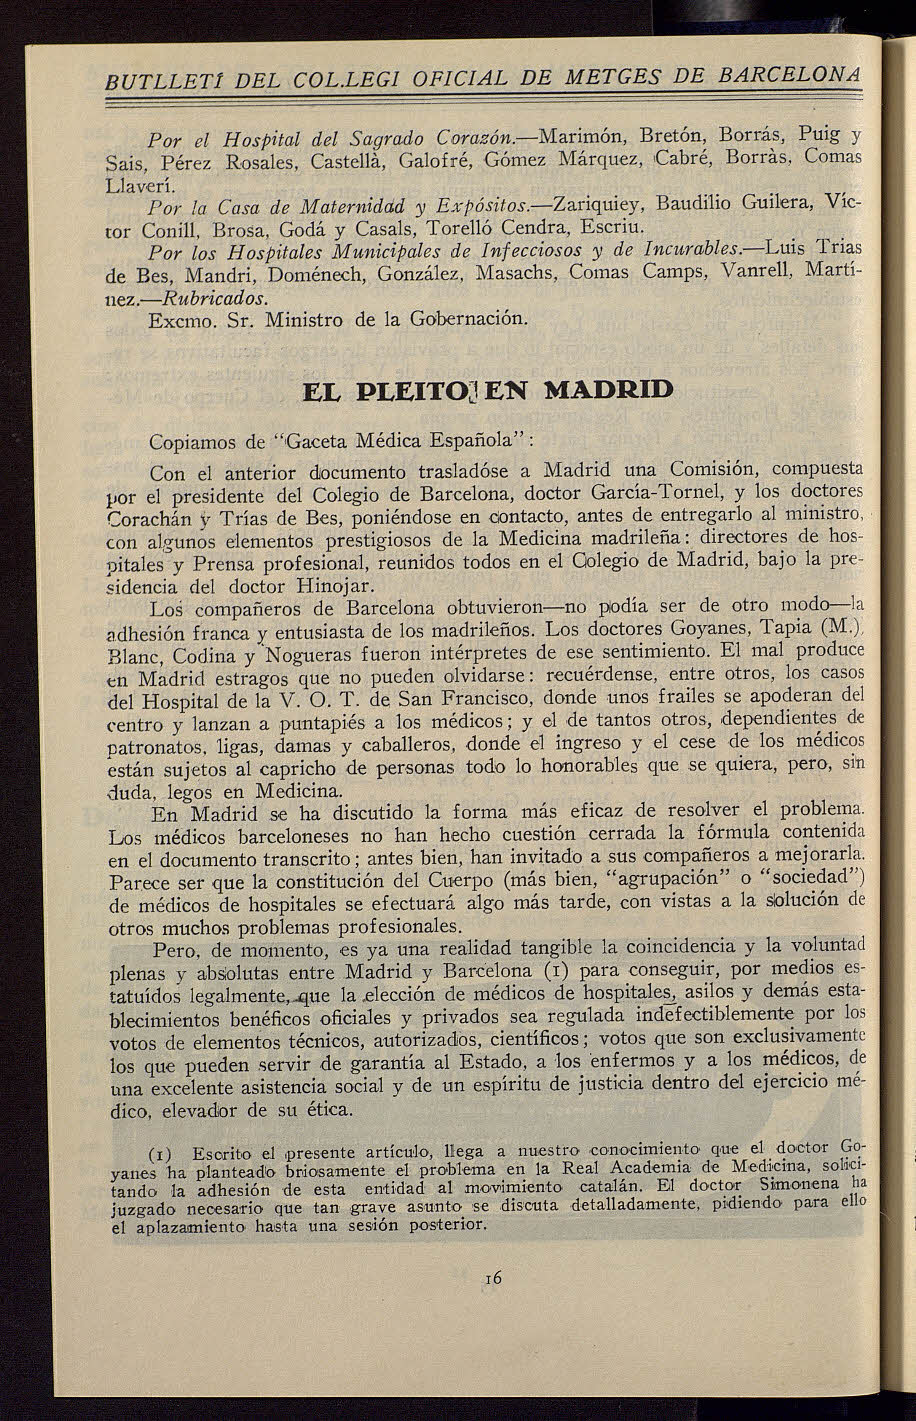 BUTLLETÍ DEL COL.LEGI OFICIAL DE METGES DE BARCELONA
Por el Hospital del Sagrado Corazón.—Marimón, Bretón, Borrás, Puig y
Sais, Pérez Rosales, Castellà, Galofré, Gómez Márquez, Cabré, Borràs, Comas
Llaverí.
Por la Casa de Maternidad y Expósitos.—Zariquiey, Baudilio Guilera, Víc-
tor Conill, Brosa, Godá y Casals, Torelló Cendra, Escriu.
Por los Hospitales Municipales de Infecciosos y de Incurables.—Luis Trias
de Bes, Mandri, Doménech, González, Masachs, Comas Camps, Vanrell, Martí-
nez.—Rubricados.
Excmo. Sr. Ministro de la Gobernación.
EL PLEITO EN MADRID
Copiamos de “Gaceta Médica Española”:
Con el anterior documento trasladóse a Madrid una Comisión, compuesta
por el presidente del Colegio de Barcelona, doctor García-Tornel, y los doctores
Corachán y Trías de Bes, poniéndose en contacto, antes de entregarlo al ministro,
con algunos elementos prestigiosos de la Medicina madrileña: directores de hos-
pitales y Prensa profesional, reunidos todos en el Colegio de Madrid, bajo la pre-
sidencia del doctor Hinojar.
Los compañeros de Barcelona obtuvieron—no podía ser de otro modo—la
adhesión franca y entusiasta de los madrileños. Los doctores Goyanes, Tapia (M.),
Blanc, Codina y Nogueras fueron intérpretes de ese sentimiento. El mal produce
en Madrid estragos que no pueden olvidarse: recuérdense, entre otros, los casos
del Hospital de la V. O. T. de San Francisco, donde unos frailes se apoderan del
centro y lanzan a puntapiés a los médicos; y el de tantos otros, dependientes de
patronatos, ligas, damas y caballeros, donde el ingreso y el cese de los médicos
están sujetos al capricho de personas todo lo honorables que se quiera, pero, sin
duda, legos en Medicina.
En Madrid se ha discutido la forma más eficaz de resolver el problema.
Los médicos barceloneses no han hecho cuestión cerrada la fórmula contenida
en el documento transcrito; antes bien, han invitado a sus compañeros a mejorarla.
Parece ser que la constitución del Cuerpo (más bien, “agrupación” o “sociedad”)
de médicos de hospitales se efectuará algo más tarde, con vistas a la solución de
otros muchos problemas profesionales.
Pero, de momento, es ya una realidad tangible la coincidencia y la voluntad
plenas y absolutas entre Madrid y Barcelona (1) para conseguir, por medios es-
tatuídos legalmente, que la elección de médicos de hospitales, asilos y demás esta-
blecimientos benéficos oficiales y privados sea regulada indefectiblemente por los
votos de elementos técnicos, autorizados, científicos; votos que son exclusivamente
los que pueden servir de garantía al Estado, a los enfermos y a los médicos, de
una excelente asistencia social y de un espíritu de justicia dentro del ejercicio mé-
dico, elevador de su ética.
(1) Escrito el presente artículo, llega a nuestro conocimiento que el doctor Go-
yanes ha planteado briosamente el problema en la Real Academia de Medicina, solici-
tando la adhesión de esta entidad al movimiento catalán. El doctor Simonena ha
juzgado necesario que tan grave asunto se discuta detalladamente, pidiendo para ello
el aplazamiento hasta una sesión posterior.
16